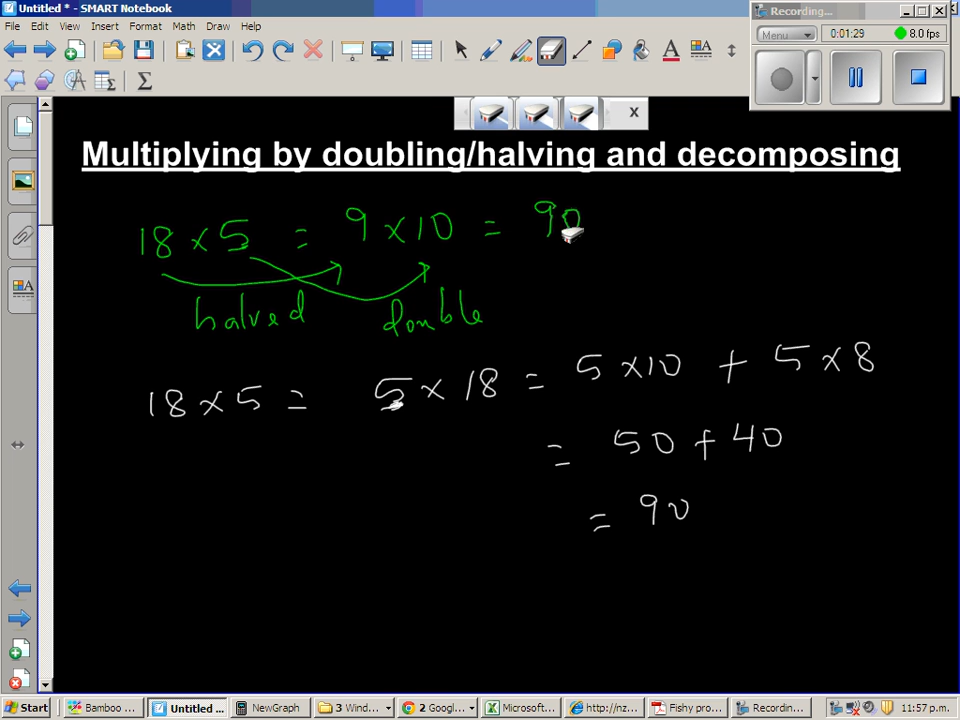 Untitled * - SMART Notebook
Recording...
File Edit View Insert Format Tools Draw Help
Menu 0:01:29 8.0 fps
x
Multiplying by doubling/halving and decomposing
18 × 5 = 9 × 10 = 90
halved double
18 × 5 = 5 × 18 = 5 × 10 + 5 × 8
= 50 + 40
= 90
Start Bamboo ... Untitled ... NewGraph 3 Wind... 2 Googl... Microsoft... http://nz... Fishy pro... Recordin... 11:57 p.m.